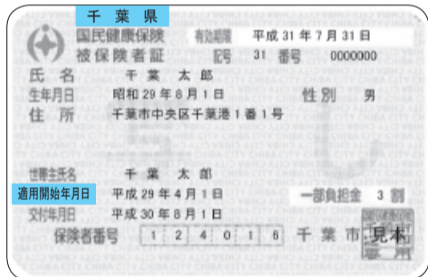 千葉県
国民健康保険 有効期限 平成31年7月31日
被保険者証 記号 31 番号 0000000
氏名 千葉太郎
生年月日 昭和29年8月1日 性別 男
住所 千葉市中央区千葉港1番1号
世帯主氏名 千葉太郎
適用開始年月日 平成29年4月1日 一部負担金 3割
交付年月日 平成30年8月1日
保険者番号 124016 千葉市 見本